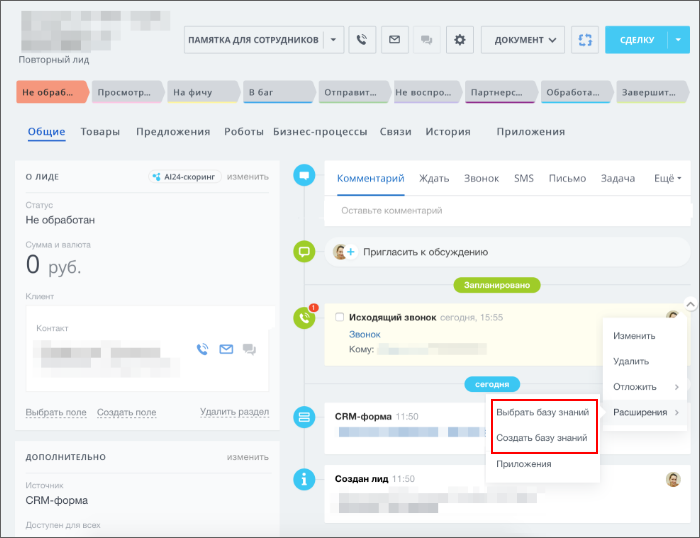 ПАМЯТКА ДЛЯ СОТРУДНИКОВ
ДОКУМЕНТ
СДЕЛКУ
Повторный лид
Не обраб...
Просмотр...
На фичу
В баг
Отправит...
Не воспро...
Партнерс...
Обработа...
Завершит...
Общие
Товары
Предложения
Роботы
Бизнес-процессы
Связи
История
Приложения
О ЛИДЕ
AI24-скоринг
изменить
Статус
Не обработан
Сумма и валюта
0 руб.
Клиент
Контакт
Выбрать поле
Создать поле
Удалить раздел
ДОПОЛНИТЕЛЬНО
изменить
Источник
CRM-форма
Доступен для всех
Комментарий
Ждать
Звонок
SMS
Письмо
Задача
Ещё
Оставьте комментарий
Пригласить к обсуждению
Запланировано
1
Исходящий звонок сегодня, 15:55
Звонок
Кому:
сегодня
CRM-форма 11:50
Создан лид 11:50
Изменить
Удалить
Отложить
Расширения
Выбрать базу знаний
Создать базу знаний
Приложения